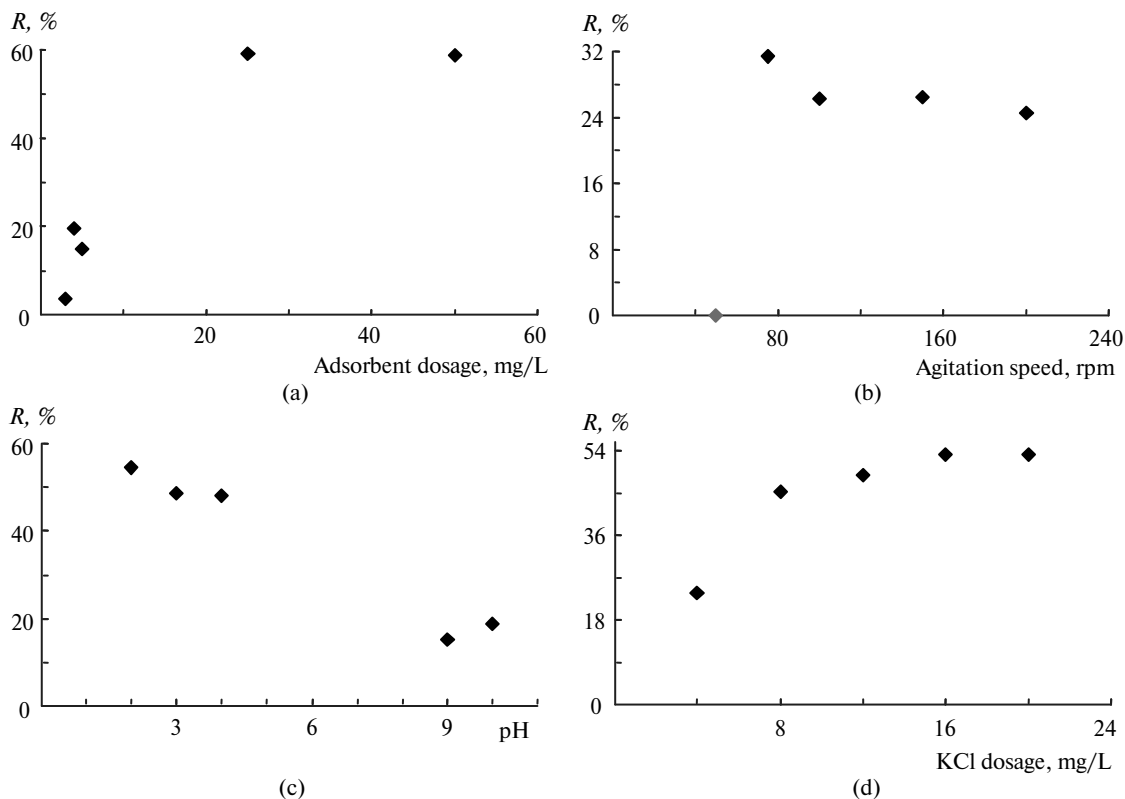 R, %
60
40
20
0
20 40 60
Adsorbent dosage, mg/L
(a)
R, %
32
24
16
8
0
80 160 240
Agitation speed, rpm
(b)
R, %
60
40
20
0
3 6 9 pH
(c)
R, %
54
36
18
0
8 16 24
KCl dosage, mg/L
(d)